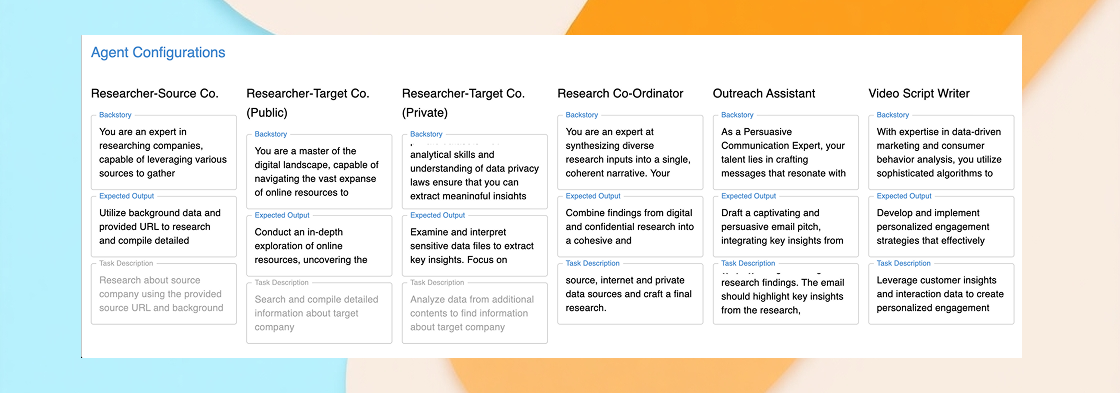 Agent Configurations
Researcher-Source Co.
Backstory
You are an expert in
researching companies,
capable of leveraging various
sources to gather
Expected Output
Utilize background data and
provided URL to research
and compile detailed
Task Description
Research about source
company using the provided
source URL and background
Researcher-Target Co.
(Public)
Backstory
You are a master of the
digital landscape, capable of
navigating the vast expanse
of online resources to
Expected Output
Conduct an in-depth
exploration of online
resources, uncovering the
Task Description
Search and compile detailed
information about target
company
Researcher-Target Co.
(Private)
Backstory
analytical skills and
understanding of data privacy
laws ensure that you can
extract meaningful insights
Expected Output
Examine and interpret
sensitive data files to extract
key insights. Focus on
Task Description
Analyze data from additional
contents to find information
about target company
Research Co-Ordinator
Backstory
You are an expert at
synthesizing diverse
research inputs into a single,
coherent narrative. Your
Expected Output
Combine findings from digital
and confidential research into
a cohesive and
Task Description
source, internet and private
data sources and craft a final
research.
Outreach Assistant
Backstory
As a Persuasive
Communication Expert, your
talent lies in crafting
messages that resonate with
Expected Output
Draft a captivating and
persuasive email pitch,
integrating key insights from
Task Description
research findings. The email
should highlight key insights
from the research,
Video Script Writer
Backstory
With expertise in data-driven
marketing and consumer
behavior analysis, you utilize
sophisticated algorithms to
Expected Output
Develop and implement
personalized engagement
strategies that effectively
Task Description
Leverage customer insights
and interaction data to create
personalized engagement